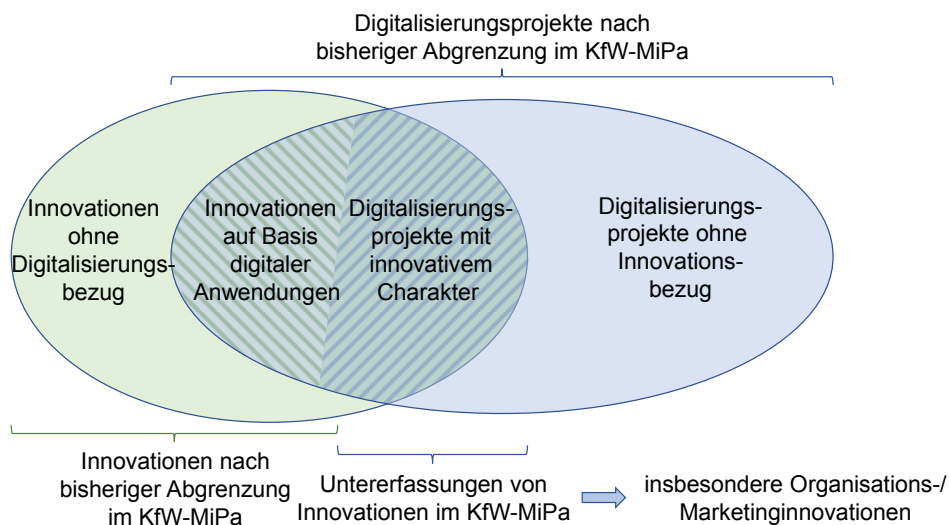 Digitalisierungsprojekte nach
bisheriger Abgrenzung im KfW-MiPa
Innovationen
ohne
Digitalisierungs-
bezug
Innovationen
auf Basis
digitaler
Anwendungen
Digitalisierungs-
projekte mit
innovativem
Charakter
Digitalisierungs-
projekte ohne
Innovations-
bezug
Innovationen nach
bisheriger Abgrenzung
im KfW-MiPa
Untererfassungen von
Innovationen im KfW-MiPa
insbesondere Organisations-/
Marketinginnovationen